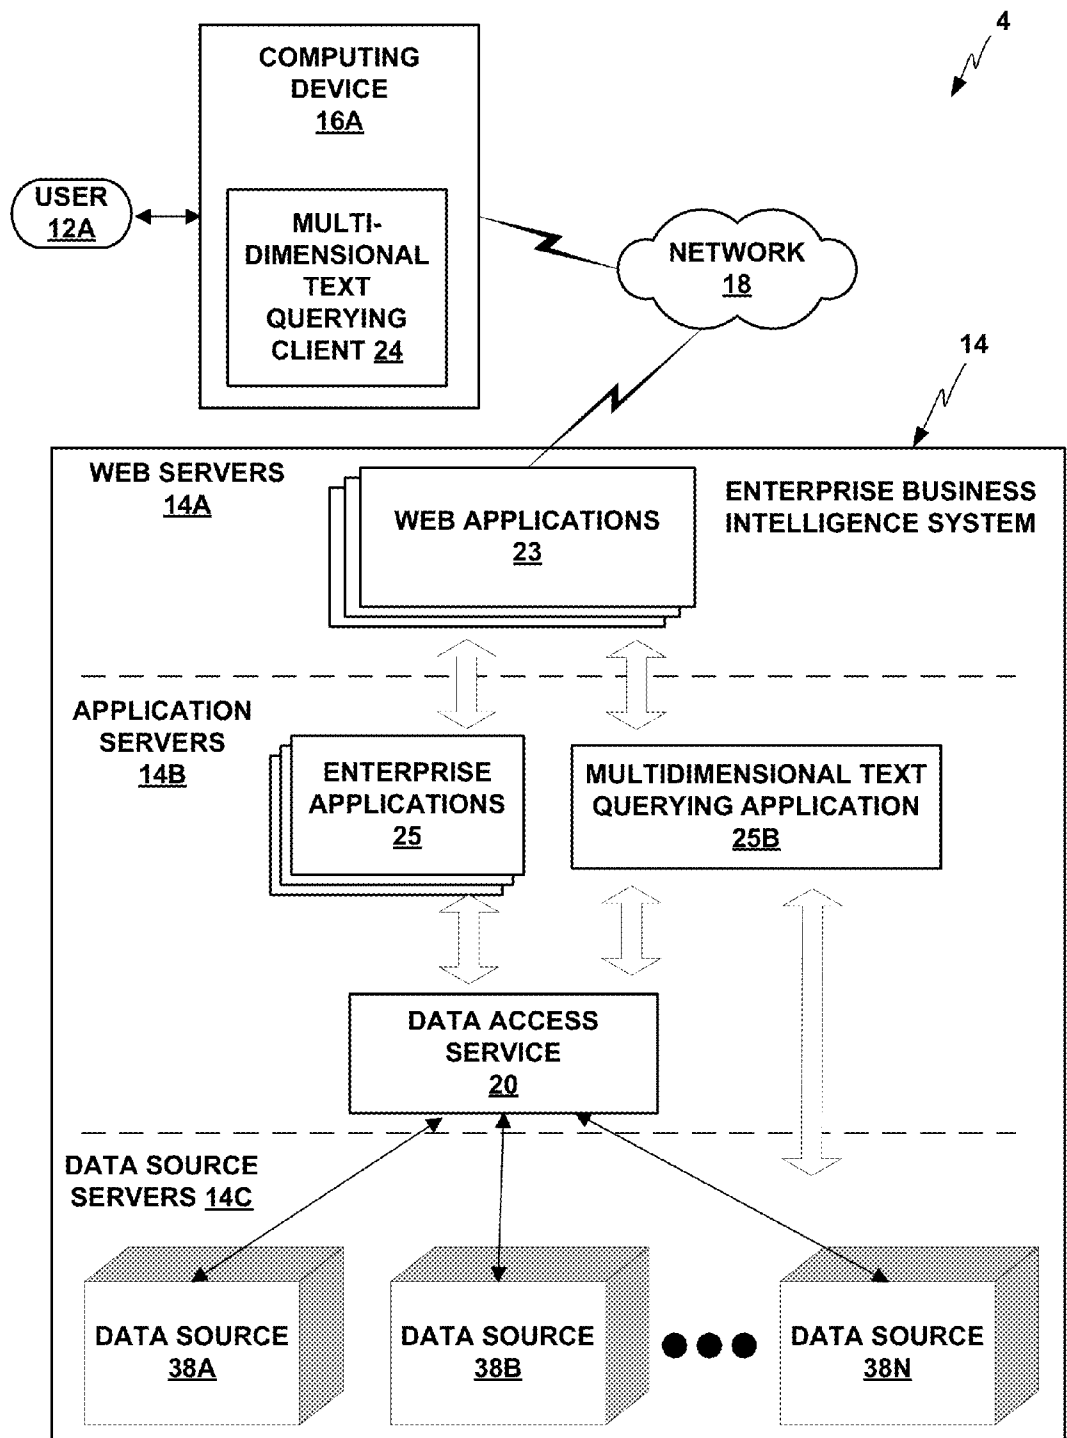 4
COMPUTING
DEVICE
16A
USER
12A
MULTI-
DIMENSIONAL
TEXT
QUERYING
CLIENT 24
NETWORK
18
14
WEB SERVERS
14A
WEB APPLICATIONS
23
ENTERPRISE BUSINESS
INTELLIGENCE SYSTEM
APPLICATION
SERVERS
14B
ENTERPRISE
APPLICATIONS
25
MULTIDIMENSIONAL TEXT
QUERYING APPLICATION
25B
DATA ACCESS
SERVICE
20
DATA SOURCE
SERVERS 14C
DATA SOURCE
38A
DATA SOURCE
38B
DATA SOURCE
38N